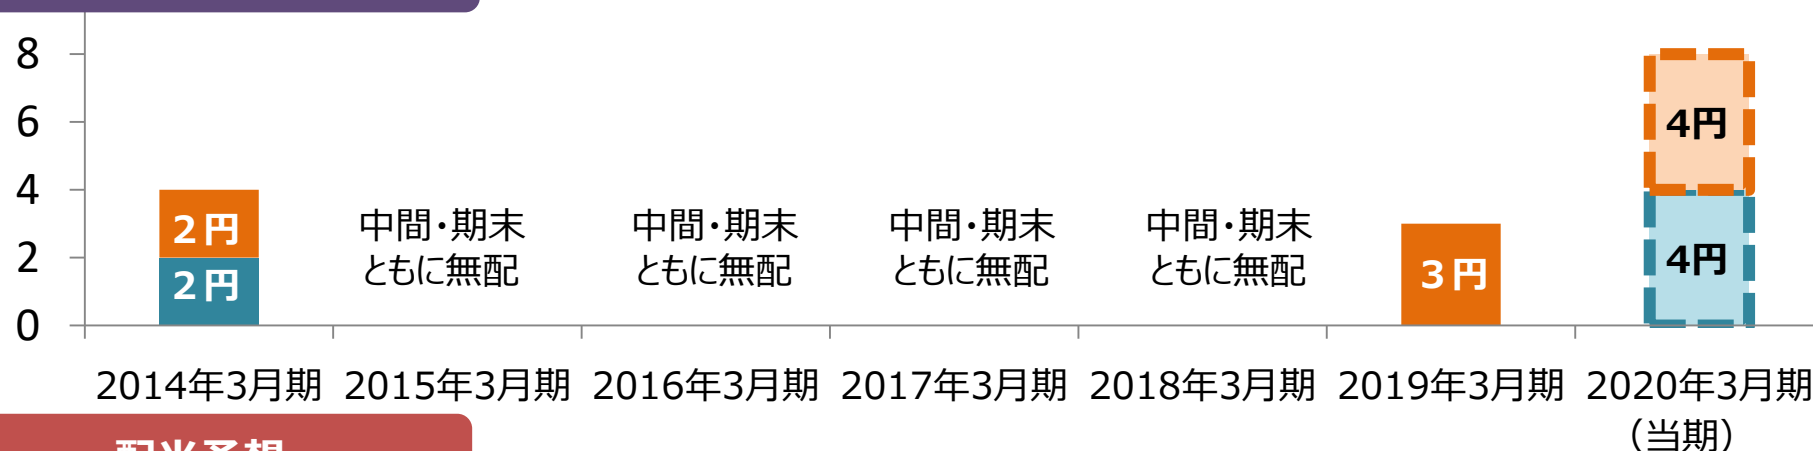 8
6
4
2
0
4円
4円
2円
2円
中間・期末
ともに無配
中間・期末
ともに無配
中間・期末
ともに無配
中間・期末
ともに無配
3円
2014年3月期 2015年3月期 2016年3月期 2017年3月期 2018年3月期 2019年3月期 2020年3月期
（当期）
配当予想